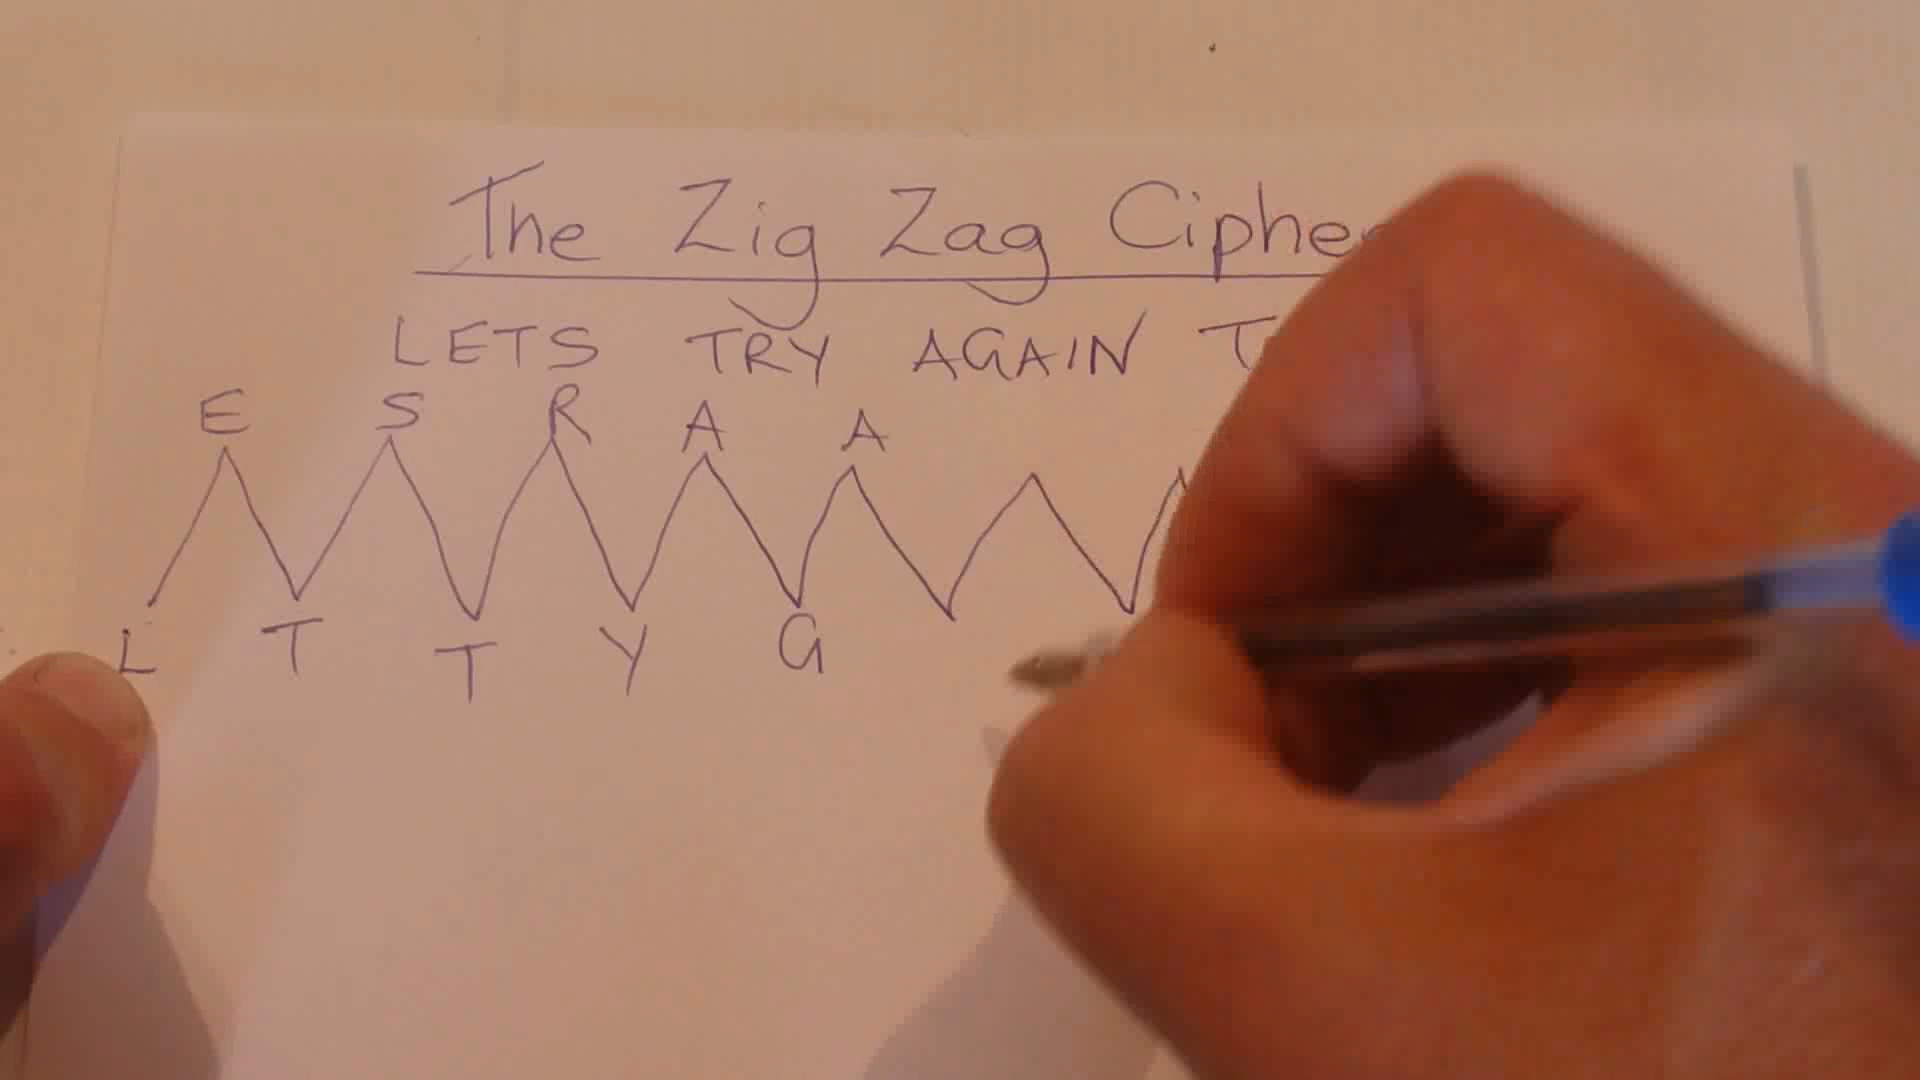 The Zig Zag Cipher
LETS TRY AGAIN T
E S R A A
L T T Y G